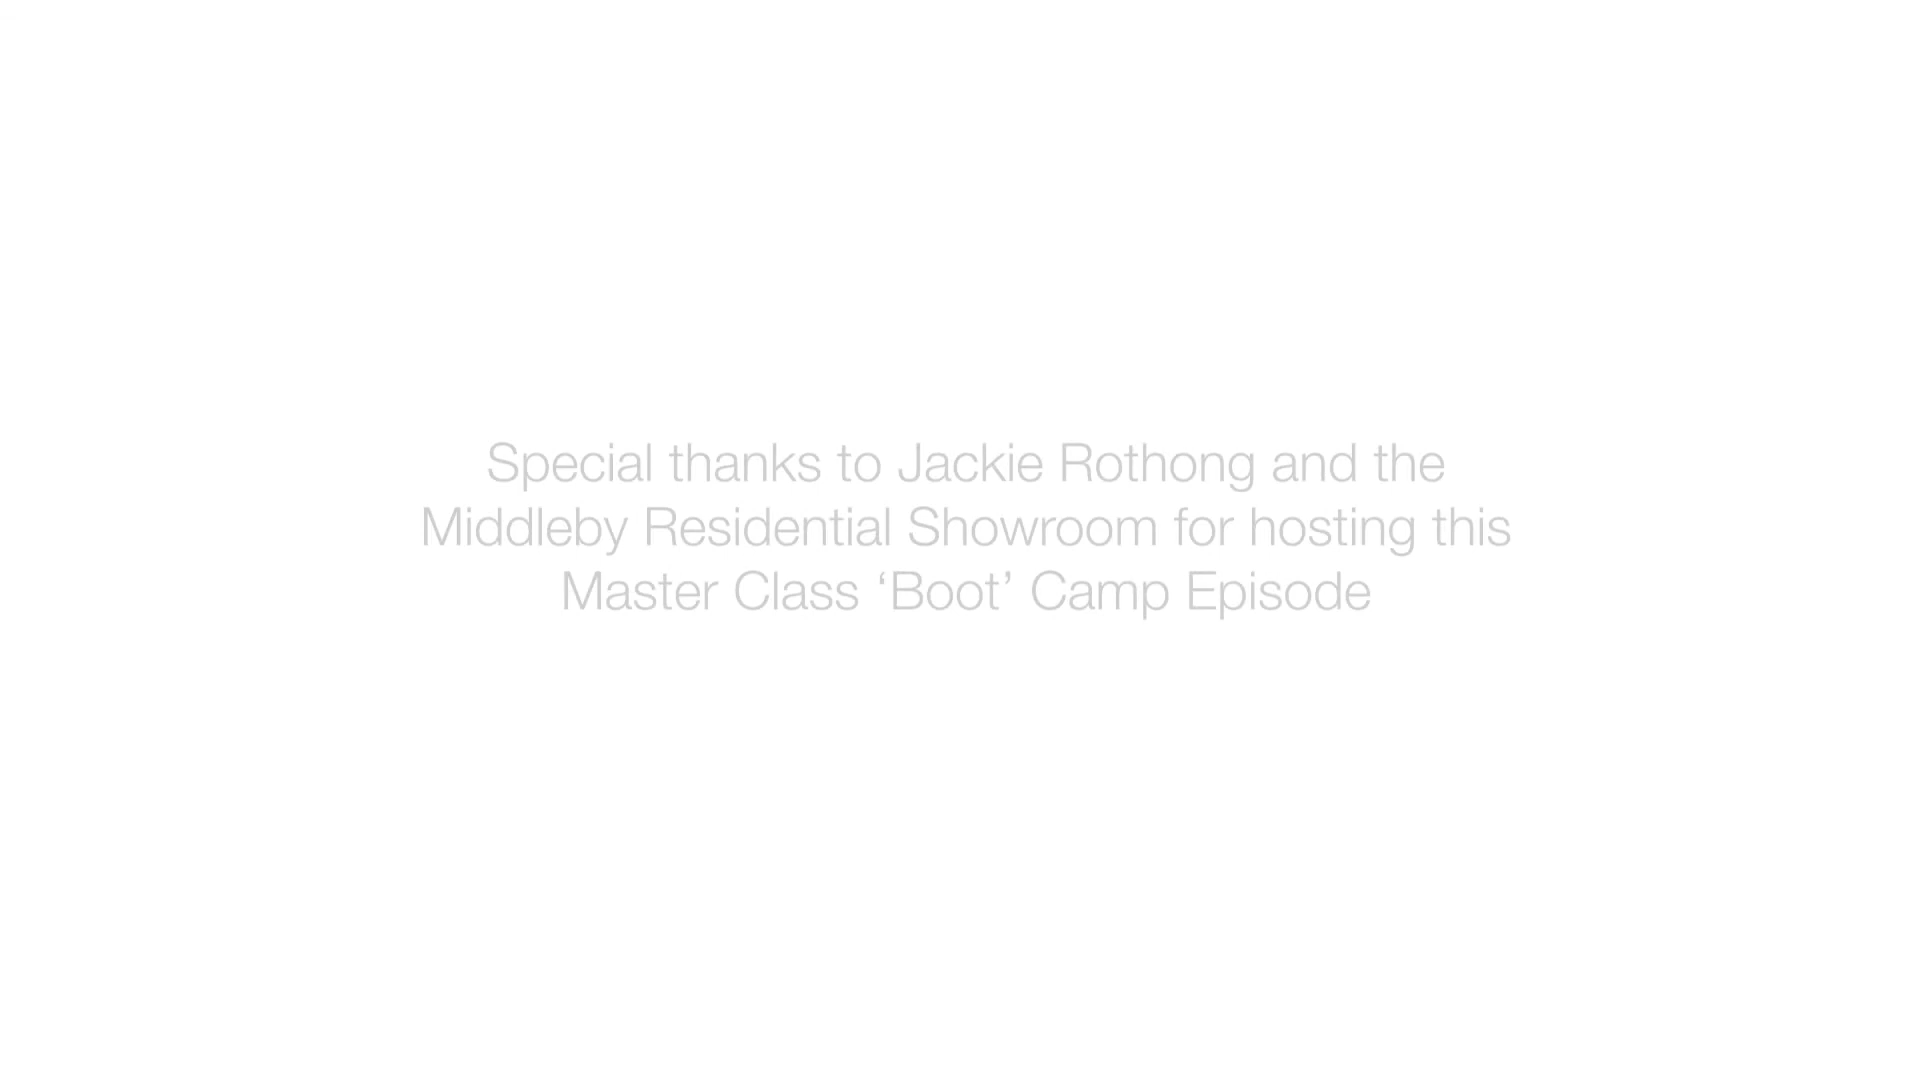 Special thanks to Jackie Rothong and the
Middleby Residential Showroom for hosting this
Master Class ‘Boot’ Camp Episode